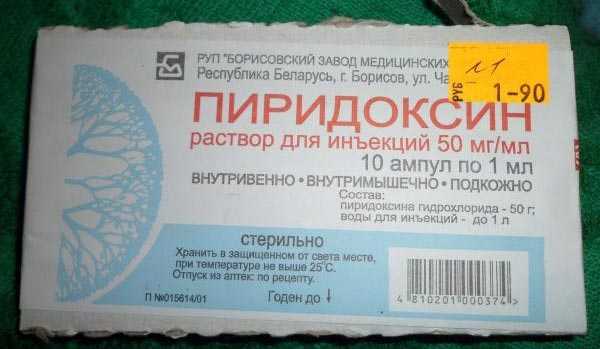 РУП "БОРИСОВСКИЙ ЗАВОД МЕДИЦИНСКИХ
Республика Беларусь, г. Борисов, ул.
РУБ 1-90
ПИРИДОКСИН
раствор для инъекций 50 мг/мл
10 ампул по 1 мл
ВНУТРИВЕННО • ВНУТРИМЫШЕЧНО • ПОДКОЖНО
Состав:
пиридоксина гидрохлорида - 50 г;
воды для инъекций - до 1 л
стерильно
Хранить в защищенном от света месте,
при температуре не выше 25°С.
Отпуск из аптек: по рецепту.
П №015614/01
Годен до ↓
4 810201 000374 >